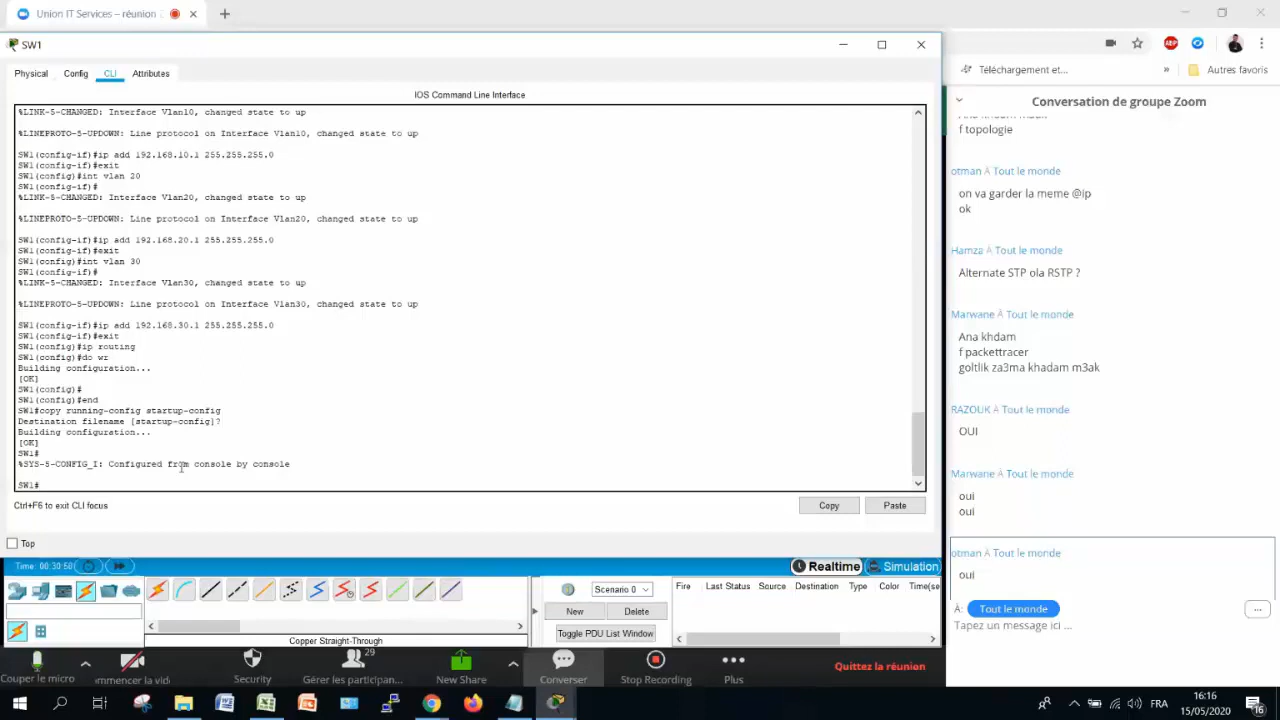 Union IT Services – réunion
SW1
Physical Config CLI Attributes
IOS Command Line Interface
%LINK-5-CHANGED: Interface Vlan10, changed state to up
%LINEPROTO-5-UPDOWN: Line protocol on Interface Vlan10, changed state to up
SW1(config-if)#ip add 192.168.10.1 255.255.255.0
SW1(config-if)#exit
SW1(config)#int vlan 20
SW1(config-if)#
%LINK-5-CHANGED: Interface Vlan20, changed state to up
%LINEPROTO-5-UPDOWN: Line protocol on Interface Vlan20, changed state to up
SW1(config-if)#ip add 192.168.20.1 255.255.255.0
SW1(config-if)#exit
SW1(config)#int vlan 30
SW1(config-if)#
%LINK-5-CHANGED: Interface Vlan30, changed state to up
%LINEPROTO-5-UPDOWN: Line protocol on Interface Vlan30, changed state to up
SW1(config-if)#ip add 192.168.30.1 255.255.255.0
SW1(config-if)#exit
SW1(config)#ip routing
SW1(config)#do wr
Building configuration...
[OK]
SW1(config)#
SW1(config)#end
SW1#copy running-config startup-config
Destination filename [startup-config]?
Building configuration...
[OK]
SW1#
%SYS-5-CONFIG_I: Configured from console by console
SW1#
Ctrl+F6 to exit CLI focus
Copy Paste
Top
Time: 00:30:50
Realtime Simulation
Scenario 0
New Delete
Toggle PDU List Window
Fire Last Status Source Destination Type Color Time(se
Copper Straight-Through
Téléchargement et... » Autres favoris
Conversation de groupe Zoom
f topologie
otman À Tout le monde
on va garder la meme @ip
ok
Hamza À Tout le monde
Alternate STP ola RSTP ?
Marwane À Tout le monde
Ana khdam
f packettracer
goltlik za3ma khadam m3ak
RAZOUK À Tout le monde
OUI
Marwane À Tout le monde
oui
oui
otman À Tout le monde
oui
À: Tout le monde
Tapez un message ici ...
Couper le micro
mmencer la vid
Security
29
Gérer les participan...
New Share
Converser
Stop Recording
Plus
Quittez la réunion
FRA
16:16
15/05/2020
16